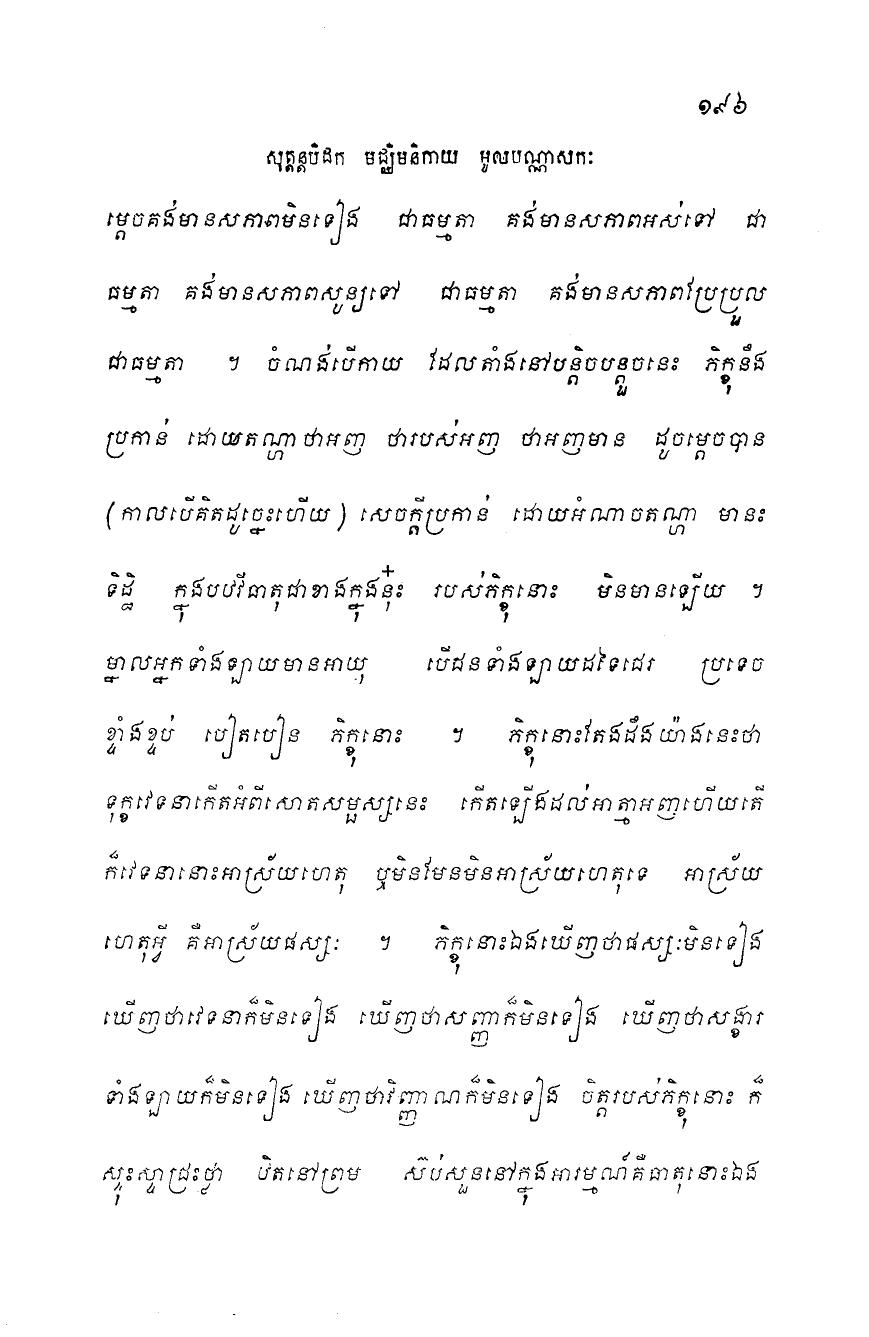 ១៩៦
សុត្តន្តបិដក មជ្ឈិមនិកាយ មូលបណ្ណាសកៈ
ម្តេចគង់មានសភាពមិនទៀង ជាធម្មតា គង់មានសភាពអស់ទៅ ជា
ធម្មតា គង់មានសភាពសូន្យទៅ ជាធម្មតា គង់មានសភាពប្រែប្រួល
ជាធម្មតា ។ ចំណង់បើកាយ ដែលតាំងនៅបន្តិចបន្តួចនេះ ភិក្ខុនឹង
ប្រកាន់ ដោយតណ្ហាថាអញ ថារបស់អញ ថាអញមាន ដូចម្តេចបាន
(កាលបើគិតដូច្នេះហើយ) សេចក្តីប្រកាន់ ដោយអំណាចតណ្ហា មានះ
ទិដ្ឋិ ក្នុងបឋវីធាតុជាខាងក្នុងនុ៎ះ របស់ភិក្ខុនោះ មិនមានឡើយ ។
ម្នាលអ្នកទាំងឡាយមានអាយុ បើជនទាំងឡាយដទៃជេរ ប្រទេច
ខ្ទាំងខ្ទប់ បៀតបៀន ភិក្ខុនោះ ។ ភិក្ខុនោះតែងដឹងយ៉ាងនេះថា
ទុក្ខវេទនាកើតអំពីសោតសម្ផស្សនេះ កើតឡើងដល់អាត្មាអញហើយតើ
ក៏វេទនានោះអាស្រ័យហេតុ ឬមិនមែនមិនអាស្រ័យហេតុទេ អាស្រ័យ
ហេតុអ្វី គឺអាស្រ័យផស្សៈ ។ ភិក្ខុនោះឯងឃើញថាផស្សៈមិនទៀង
ឃើញថាវេទនាក៏មិនទៀង ឃើញថាសញ្ញាក៏មិនទៀង ឃើញថាសង្ខារ
ទាំងឡាយក៏មិនទៀង ឃើញថាវិញ្ញាណក៏មិនទៀង ចិត្តរបស់ភិក្ខុនោះ ក៏
ស្ទុះស្ទាជ្រះថ្លា ឋិតនៅព្រម ស៊ប់សួននៅក្នុងអារម្មណ៍គឺធាតុនោះឯង